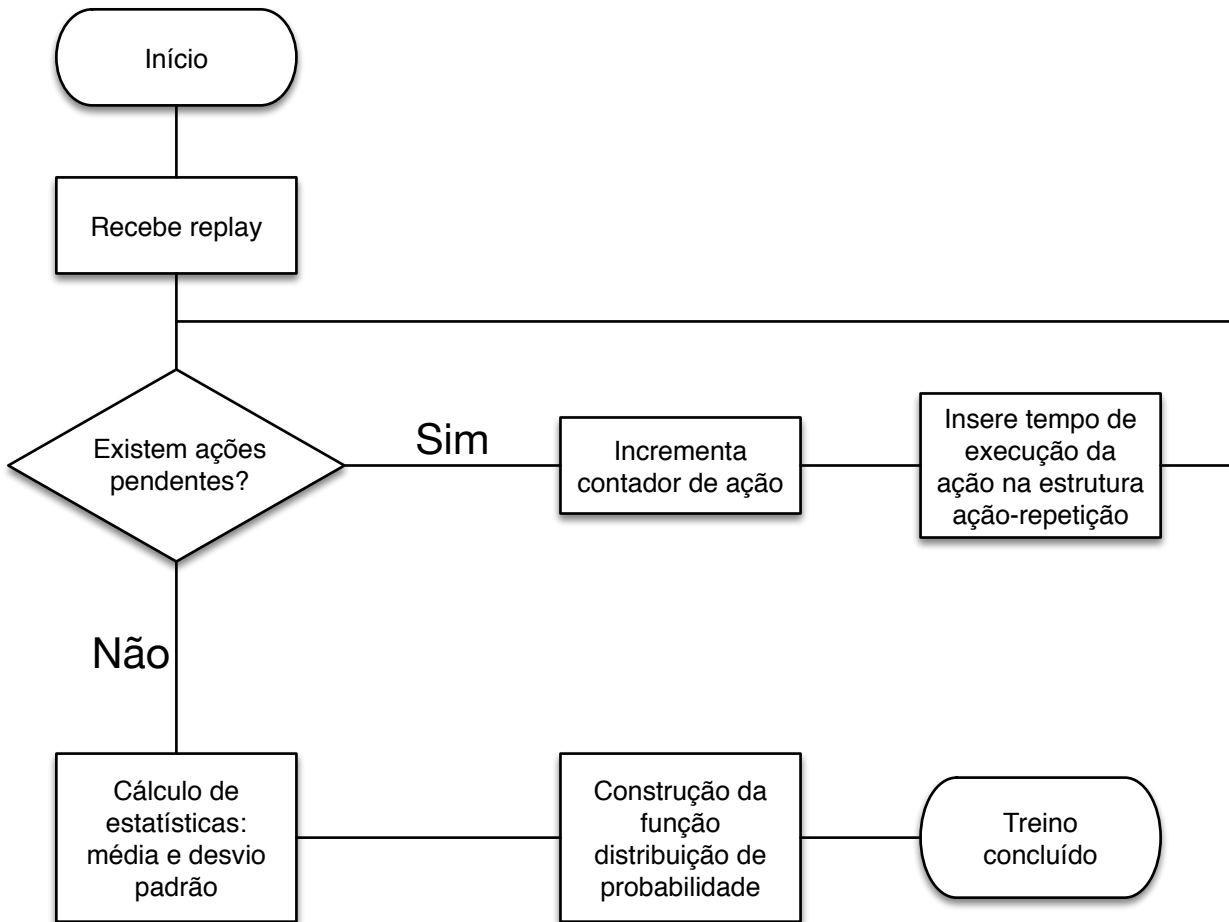 Início
Recebe replay
Existem ações
pendentes?
Sim
Incrementa
contador de ação
Insere tempo de
execução da
ação na estrutura
ação-repetição
Não
Cálculo de
estatísticas:
média e desvio
padrão
Construção da
função
distribuição de
probabilidade
Treino
concluído